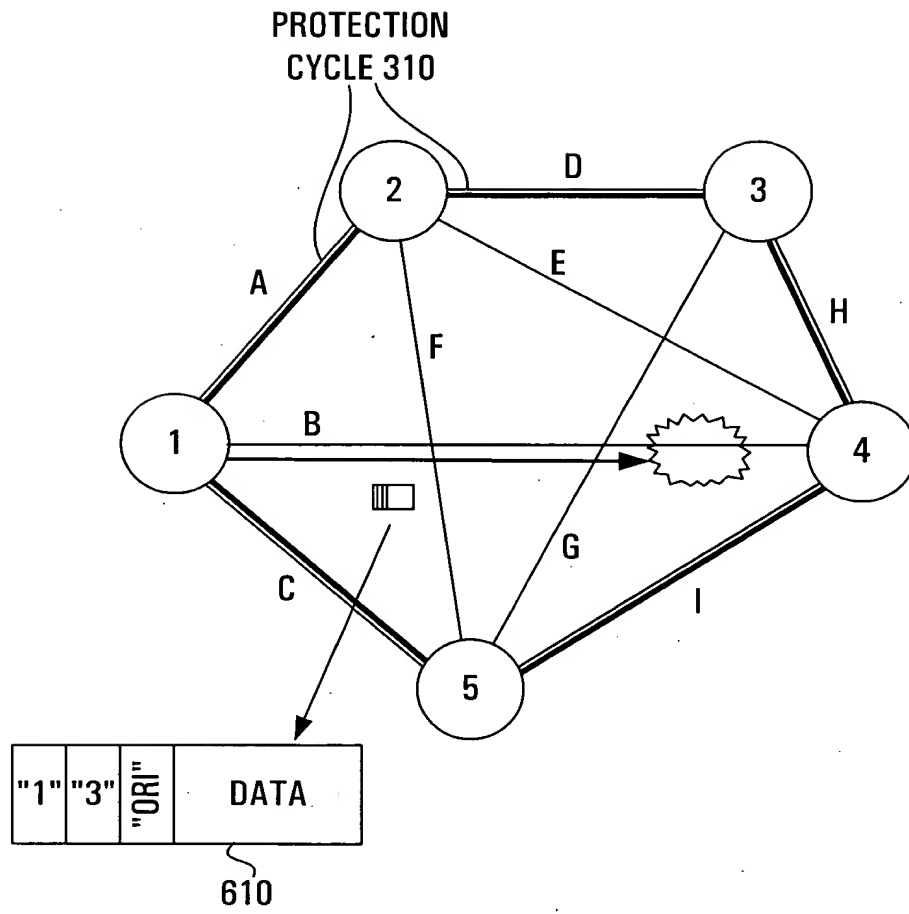 PROTECTION
CYCLE 310
2
D
3
A
E
H
F
1
B
4
G
C
I
5
"1" "3" "ORI" DATA
610